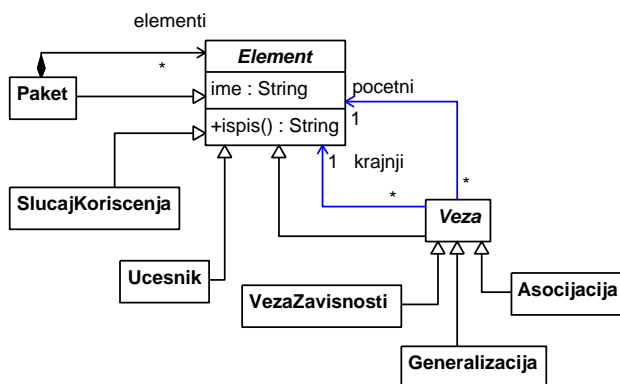 elementi
Element
*
Paket
ime : String
pocetni
+ispis() : String
1
1
krajnji
*
*
SlucajKoriscenja
Veza
Ucesnik
VezaZavisnosti
Asocijacija
Generalizacija